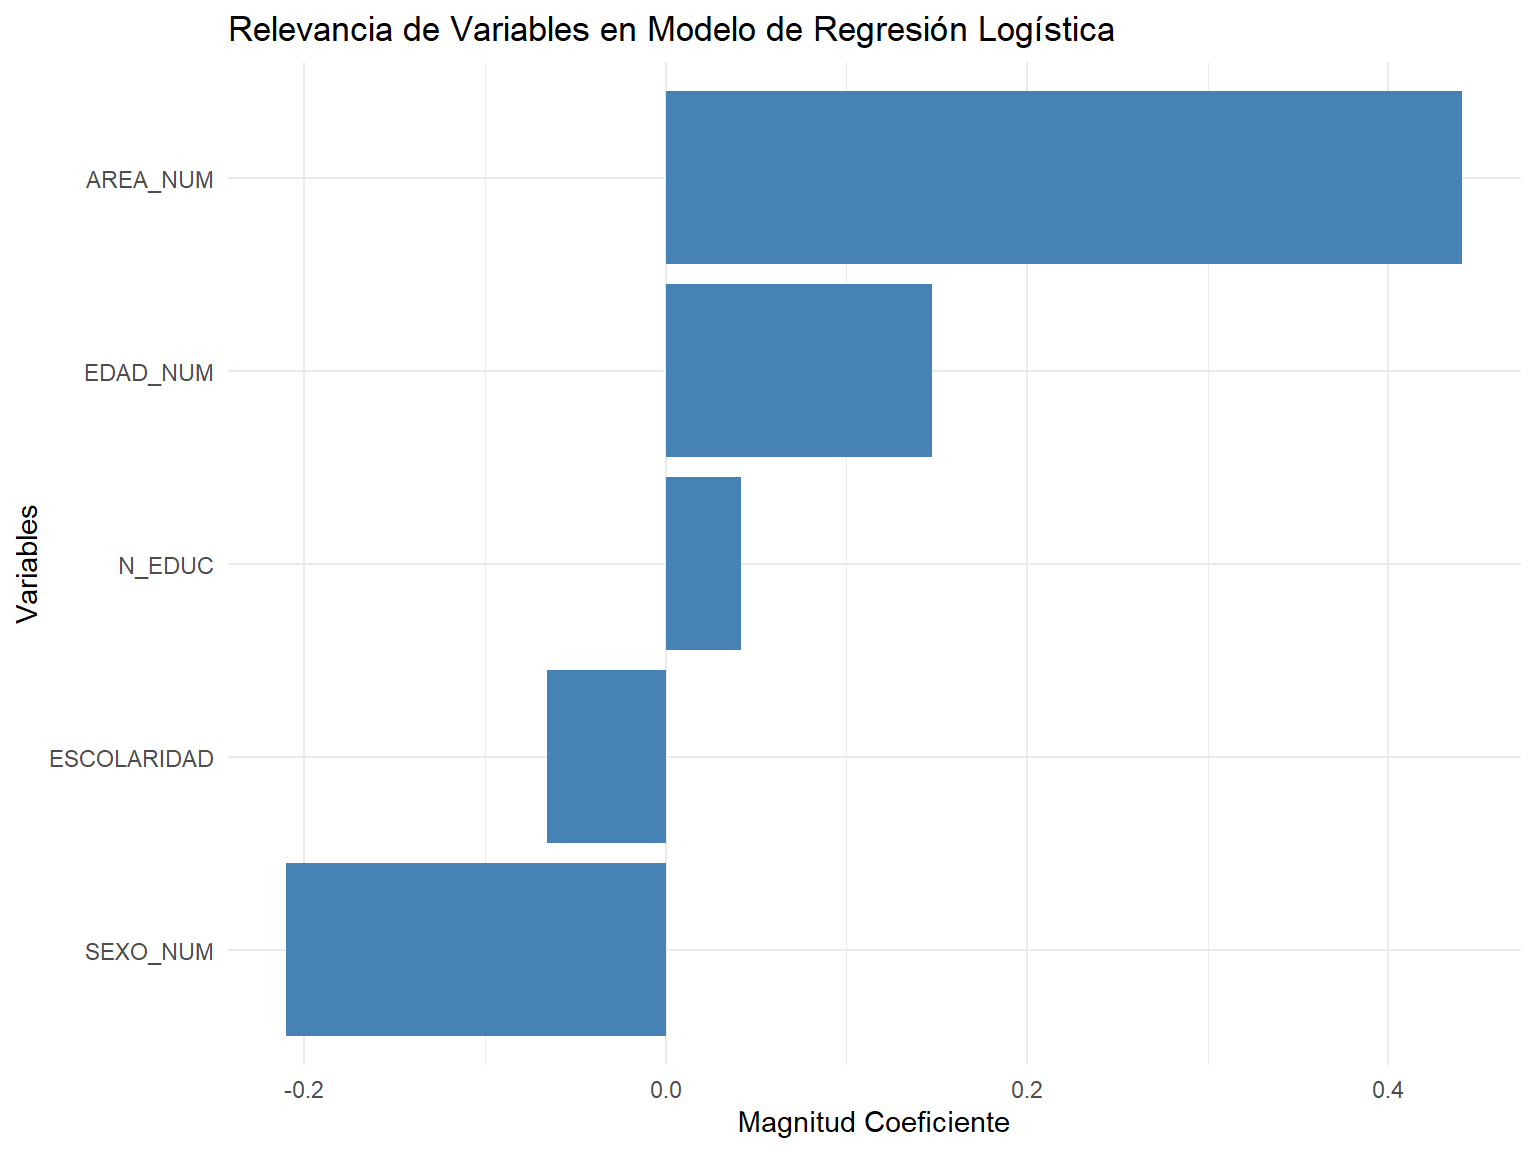 Relevancia de Variables en Modelo de Regresión Logística
AREA_NUM
EDAD_NUM
N_EDUC
ESCOLARIDAD
SEXO_NUM
Variables
-0.2 0.0 0.2 0.4
Magnitud Coeficiente